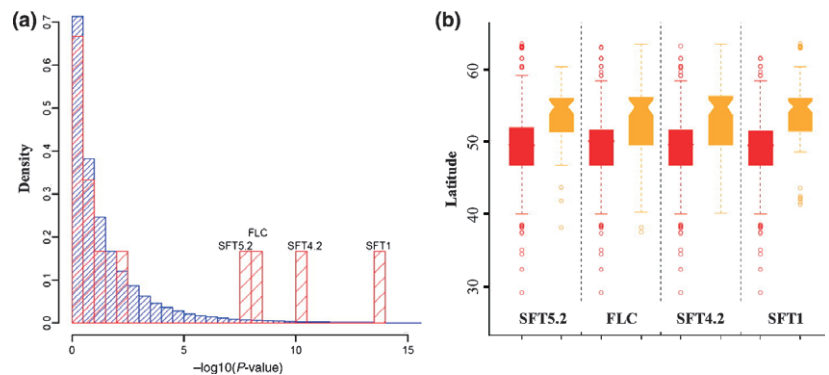 (a)
Density
0.0
0.1
0.2
0.3
0.4
0.5
0.6
0.7
SFT5.2
FLC
SFT4.2
SFT1
0
5
10
15
–log10(P-value)
(b)
Latitude
30
40
50
60
SFT5.2
FLC
SFT4.2
SFT1